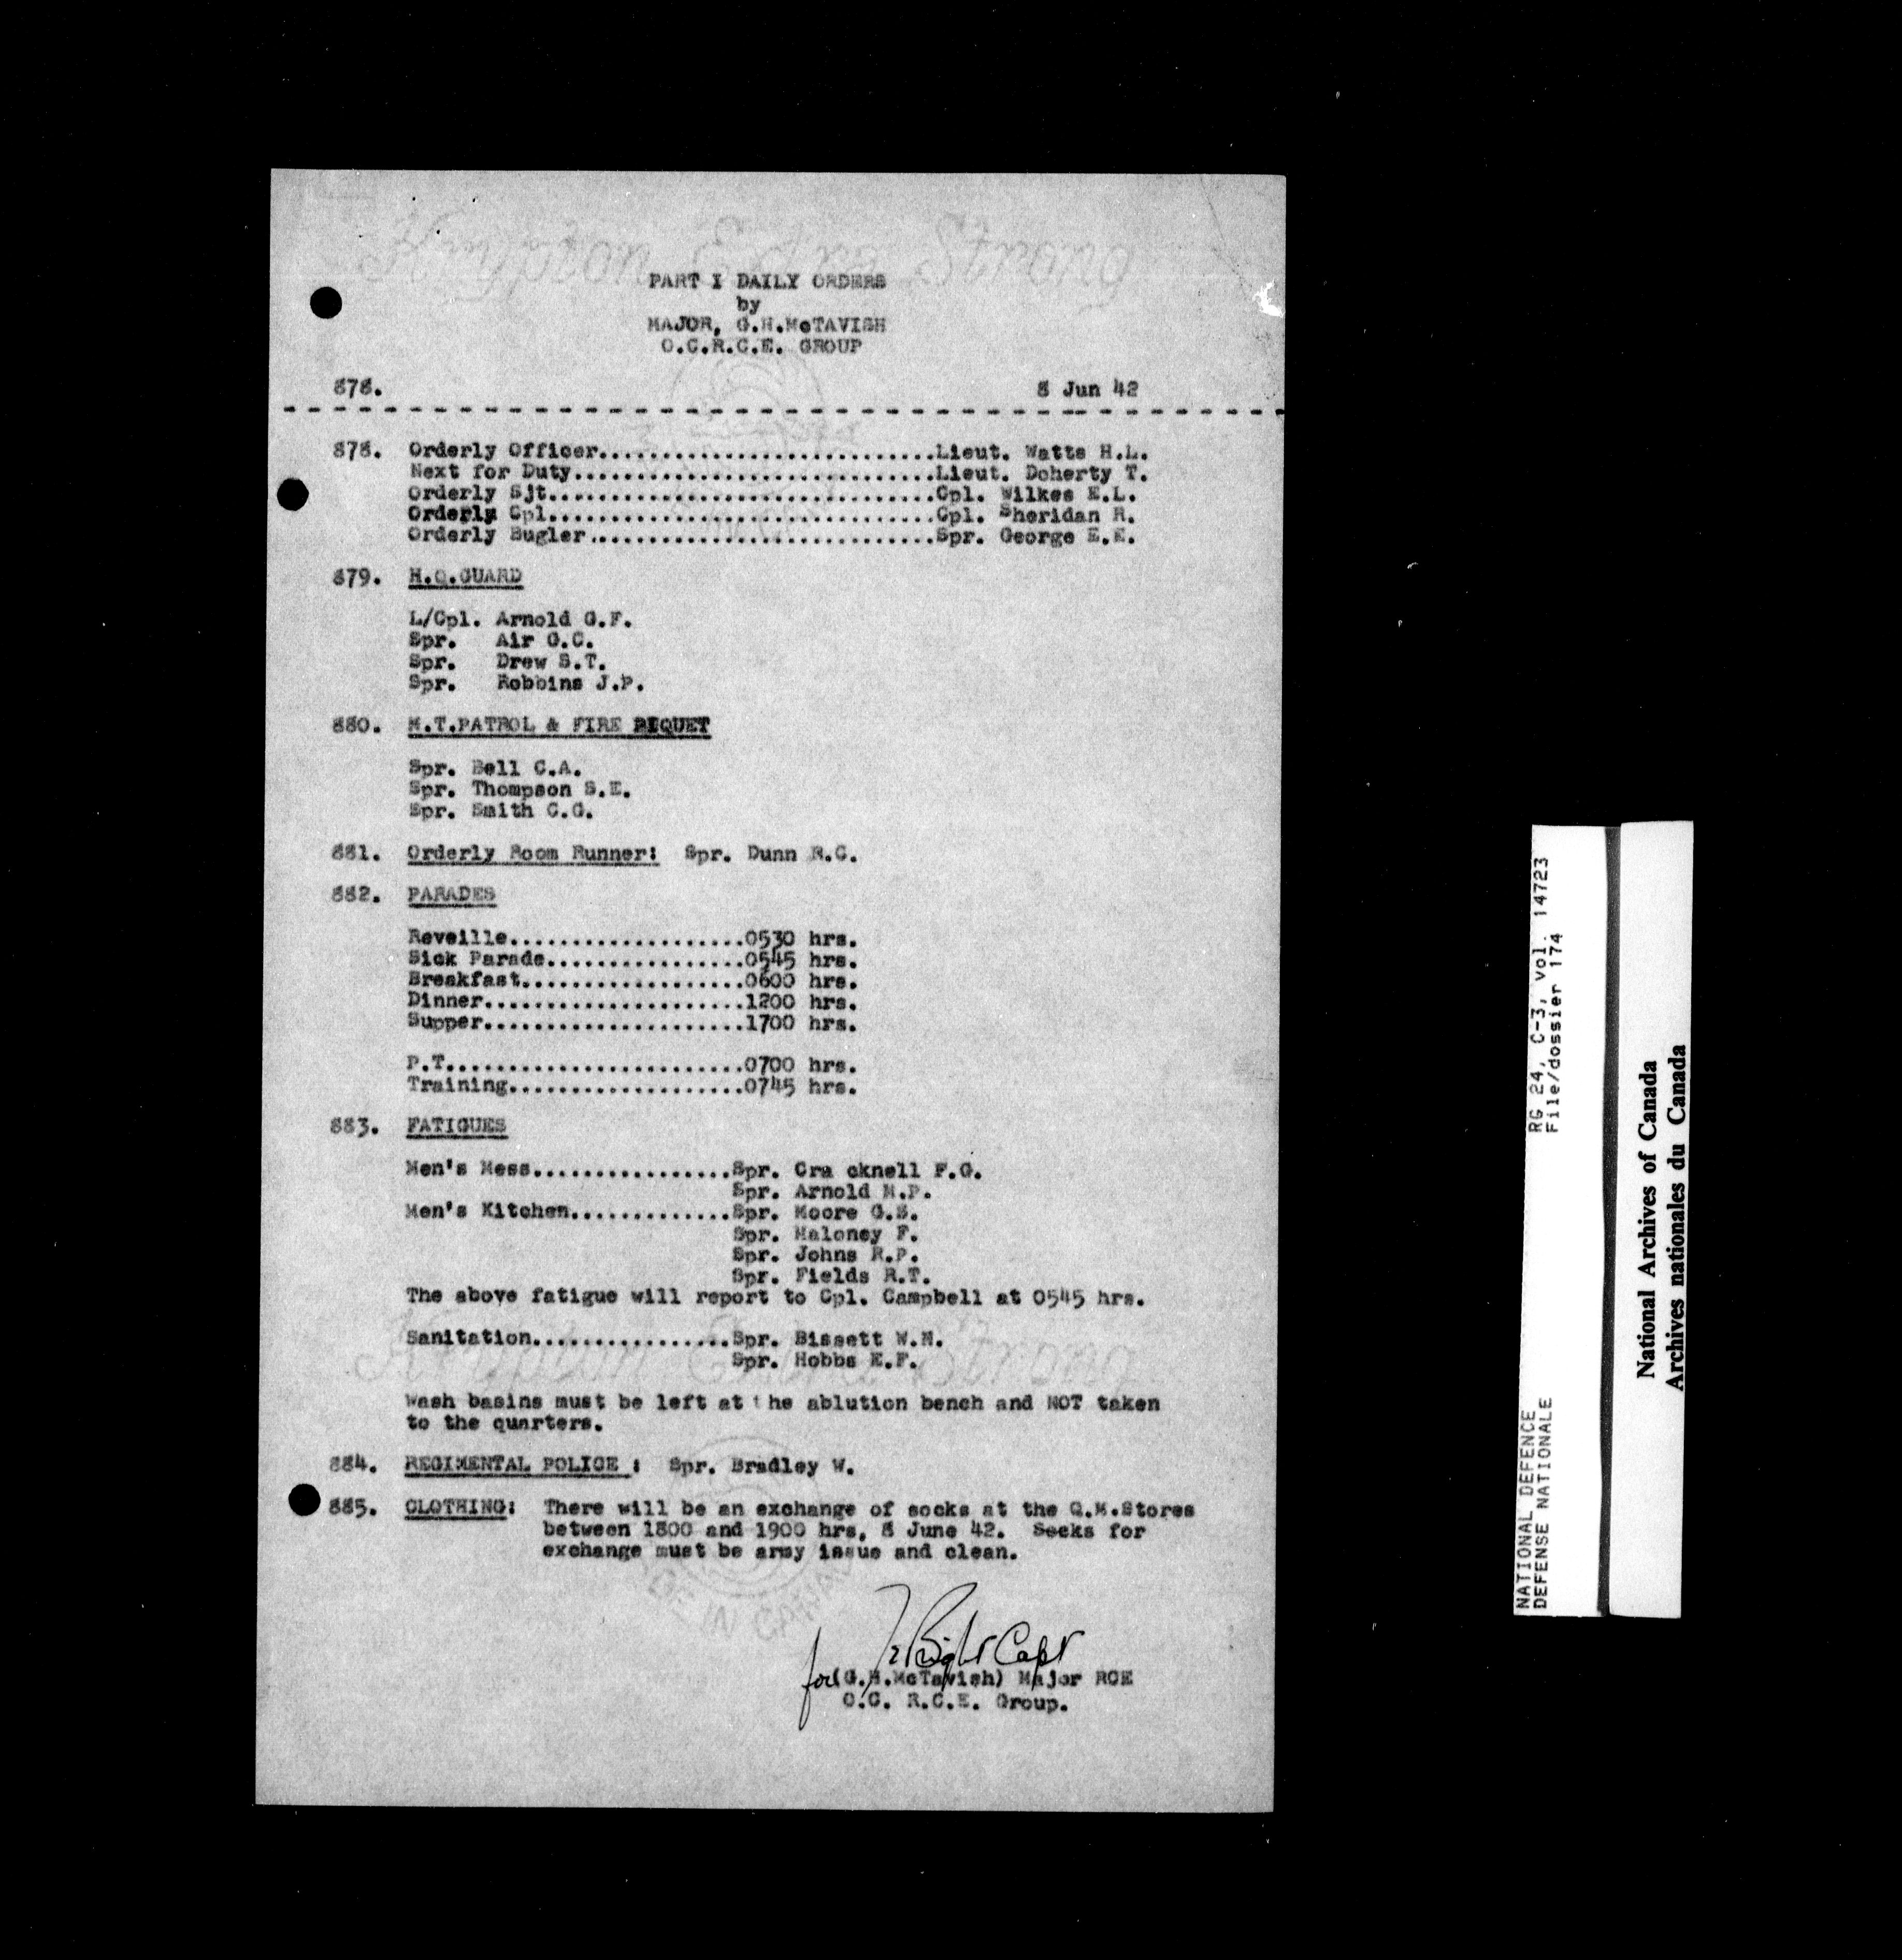 Krypton Extra Strong
PART I DAILY ORDERS
by
MAJOR, G.H.McTAVISH
O.C.R.C.E. GROUP
878. 8 Jun 42
878. Orderly Officer...........................Lieut. Watts H.L.
Next for Duty.............................Lieut. Doherty T.
Orderly Sjt...............................Cpl. Wilkes E.L.
Orderly Cpl...............................Cpl. Sheridan R.
Orderly Bugler............................Spr. George E.E.
879. H.Q.GUARD
L/Cpl. Arnold G.F.
Spr. Air G.C.
Spr. Drew S.T.
Spr. Robbins J.P.
880. M.T.PATROL & FIRE PIQUET
Spr. Bell C.A.
Spr. Thompson S.E.
Spr. Smith C.G.
881. Orderly Room Runner: Spr. Dunn R.C.
882. PARADES
Reveille...................0530 hrs.
Sick Parade................0545 hrs.
Breakfast..................0600 hrs.
Dinner.....................1200 hrs.
Supper.....................1700 hrs.
P.T........................0700 hrs.
Training...................0745 hrs.
883. FATIGUES
Men's Mess................Spr. Cra cknell F.G.
Spr. Arnold M.P.
Men's Kitchen.............Spr. Moore G.S.
Spr. Maloney F.
Spr. Johns R.P.
Spr. Fields R.T.
The above fatigue will report to Cpl. Campbell at 0545 hrs.
Sanitation................Spr. Bissett W.M.
Spr. Hobbs E.F.
Wash basins must be left at the ablution bench and NOT taken
to the quarters.
884. REGIMENTAL POLICE : Spr. Bradley W.
885. CLOTHING: There will be an exchange of socks at the Q.M.Stores
between 1800 and 1900 hrs, 8 June 42. Socks for
exchange must be army issue and clean.
Capt
for(G.H.McTavish) Major RCE
O.C. R.C.E. Group.
NATIONAL DEFENCE RG 24, C-3, vol. 14723
DEFENSE NATIONALE File/dossier 174
National Archives of Canada
Archives nationales du Canada